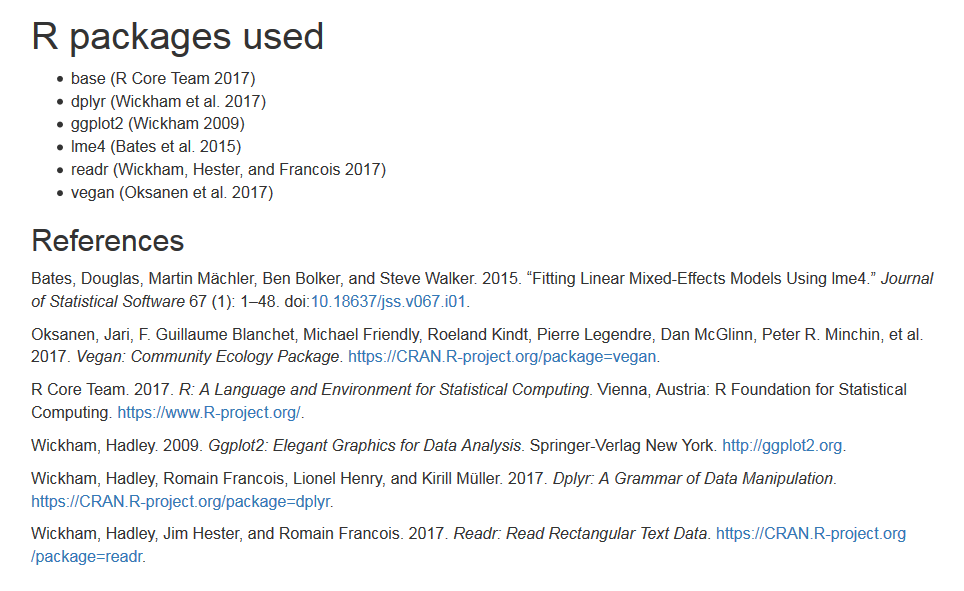 R packages used
• base (R Core Team 2017)
• dplyr (Wickham et al. 2017)
• ggplot2 (Wickham 2009)
• lme4 (Bates et al. 2015)
• readr (Wickham, Hester, and Francois 2017)
• vegan (Oksanen et al. 2017)
References
Bates, Douglas, Martin Mächler, Ben Bolker, and Steve Walker. 2015. “Fitting Linear Mixed-Effects Models Using lme4.” Journal
of Statistical Software 67 (1): 1–48. doi:10.18637/jss.v067.i01.
Oksanen, Jari, F. Guillaume Blanchet, Michael Friendly, Roeland Kindt, Pierre Legendre, Dan McGlinn, Peter R. Minchin, et al.
2017. Vegan: Community Ecology Package. https://CRAN.R-project.org/package=vegan.
R Core Team. 2017. R: A Language and Environment for Statistical Computing. Vienna, Austria: R Foundation for Statistical
Computing. https://www.R-project.org/.
Wickham, Hadley. 2009. Ggplot2: Elegant Graphics for Data Analysis. Springer-Verlag New York. http://ggplot2.org.
Wickham, Hadley, Romain Francois, Lionel Henry, and Kirill Müller. 2017. Dplyr: A Grammar of Data Manipulation.
https://CRAN.R-project.org/package=dplyr.
Wickham, Hadley, Jim Hester, and Romain Francois. 2017. Readr: Read Rectangular Text Data. https://CRAN.R-project.org
/package=readr.